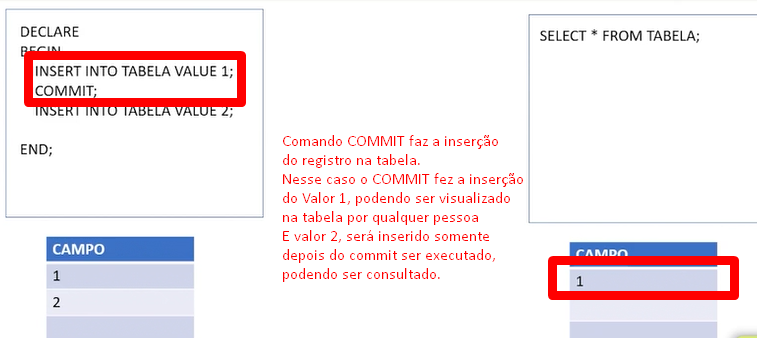 DECLARE
BEGIN
INSERT INTO TABELA VALUE 1;
COMMIT;
INSERT INTO TABELA VALUE 2;
END;
SELECT * FROM TABELA;
Comando COMMIT faz a inserção
do registro na tabela.
Nesse caso o COMMIT fez a inserção
do Valor 1, podendo ser visualizado
na tabela por qualquer pessoa
E valor 2, será inserido somente
depois do commit ser executado,
podendo ser consultado.
CAMPO
1
2
CAMPO
1